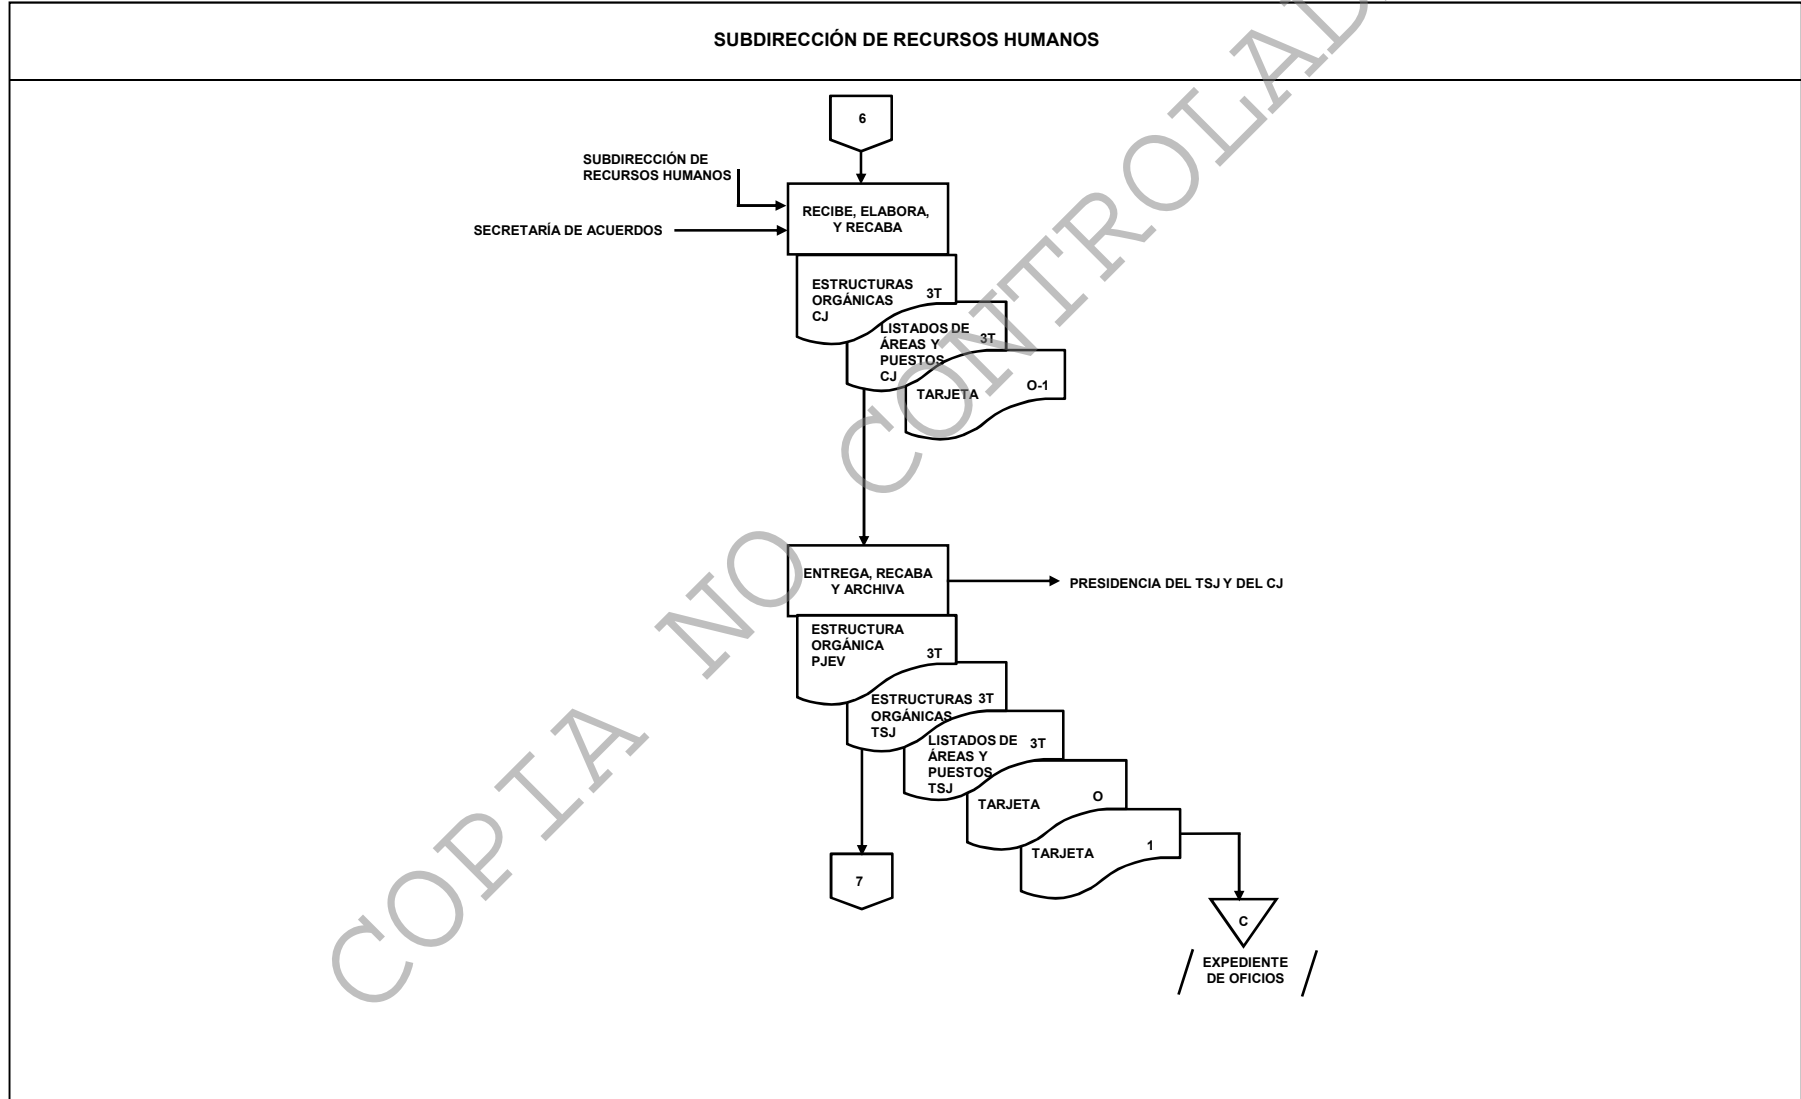 SUBDIRECCIÓN DE RECURSOS HUMANOS
6
SUBDIRECCIÓN DE
RECURSOS HUMANOS
SECRETARÍA DE ACUERDOS
RECIBE, ELABORA,
Y RECABA
ESTRUCTURAS
ORGÁNICAS
CJ
3T
LISTADOS DE
ÁREAS Y
PUESTOS
CJ
3T
TARJETA
O-1
ENTREGA, RECABA
Y ARCHIVA
PRESIDENCIA DEL TSJ Y DEL CJ
ESTRUCTURA
ORGÁNICA
PJEV
3T
ESTRUCTURAS
ORGÁNICAS
TSJ
3T
LISTADOS DE
ÁREAS Y
PUESTOS
TSJ
3T
TARJETA
O
TARJETA
1
7
C
EXPEDIENTE
DE OFICIOS
COPIA NO CONTROLAD